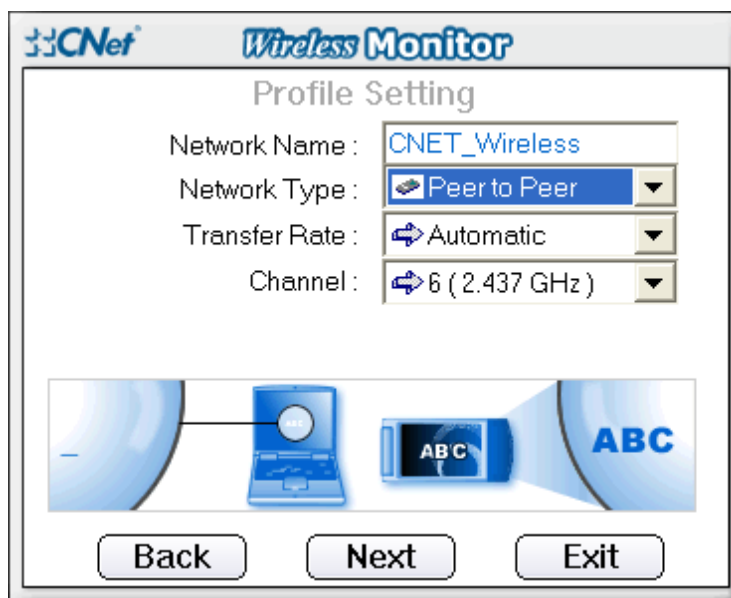 CNet Wireless Monitor
Profile Setting
Network Name : CNET_Wireless
Network Type : Peer to Peer
Transfer Rate : Automatic
Channel : 6 ( 2.437 GHz )
_ ABC ABC ABC
Back Next Exit